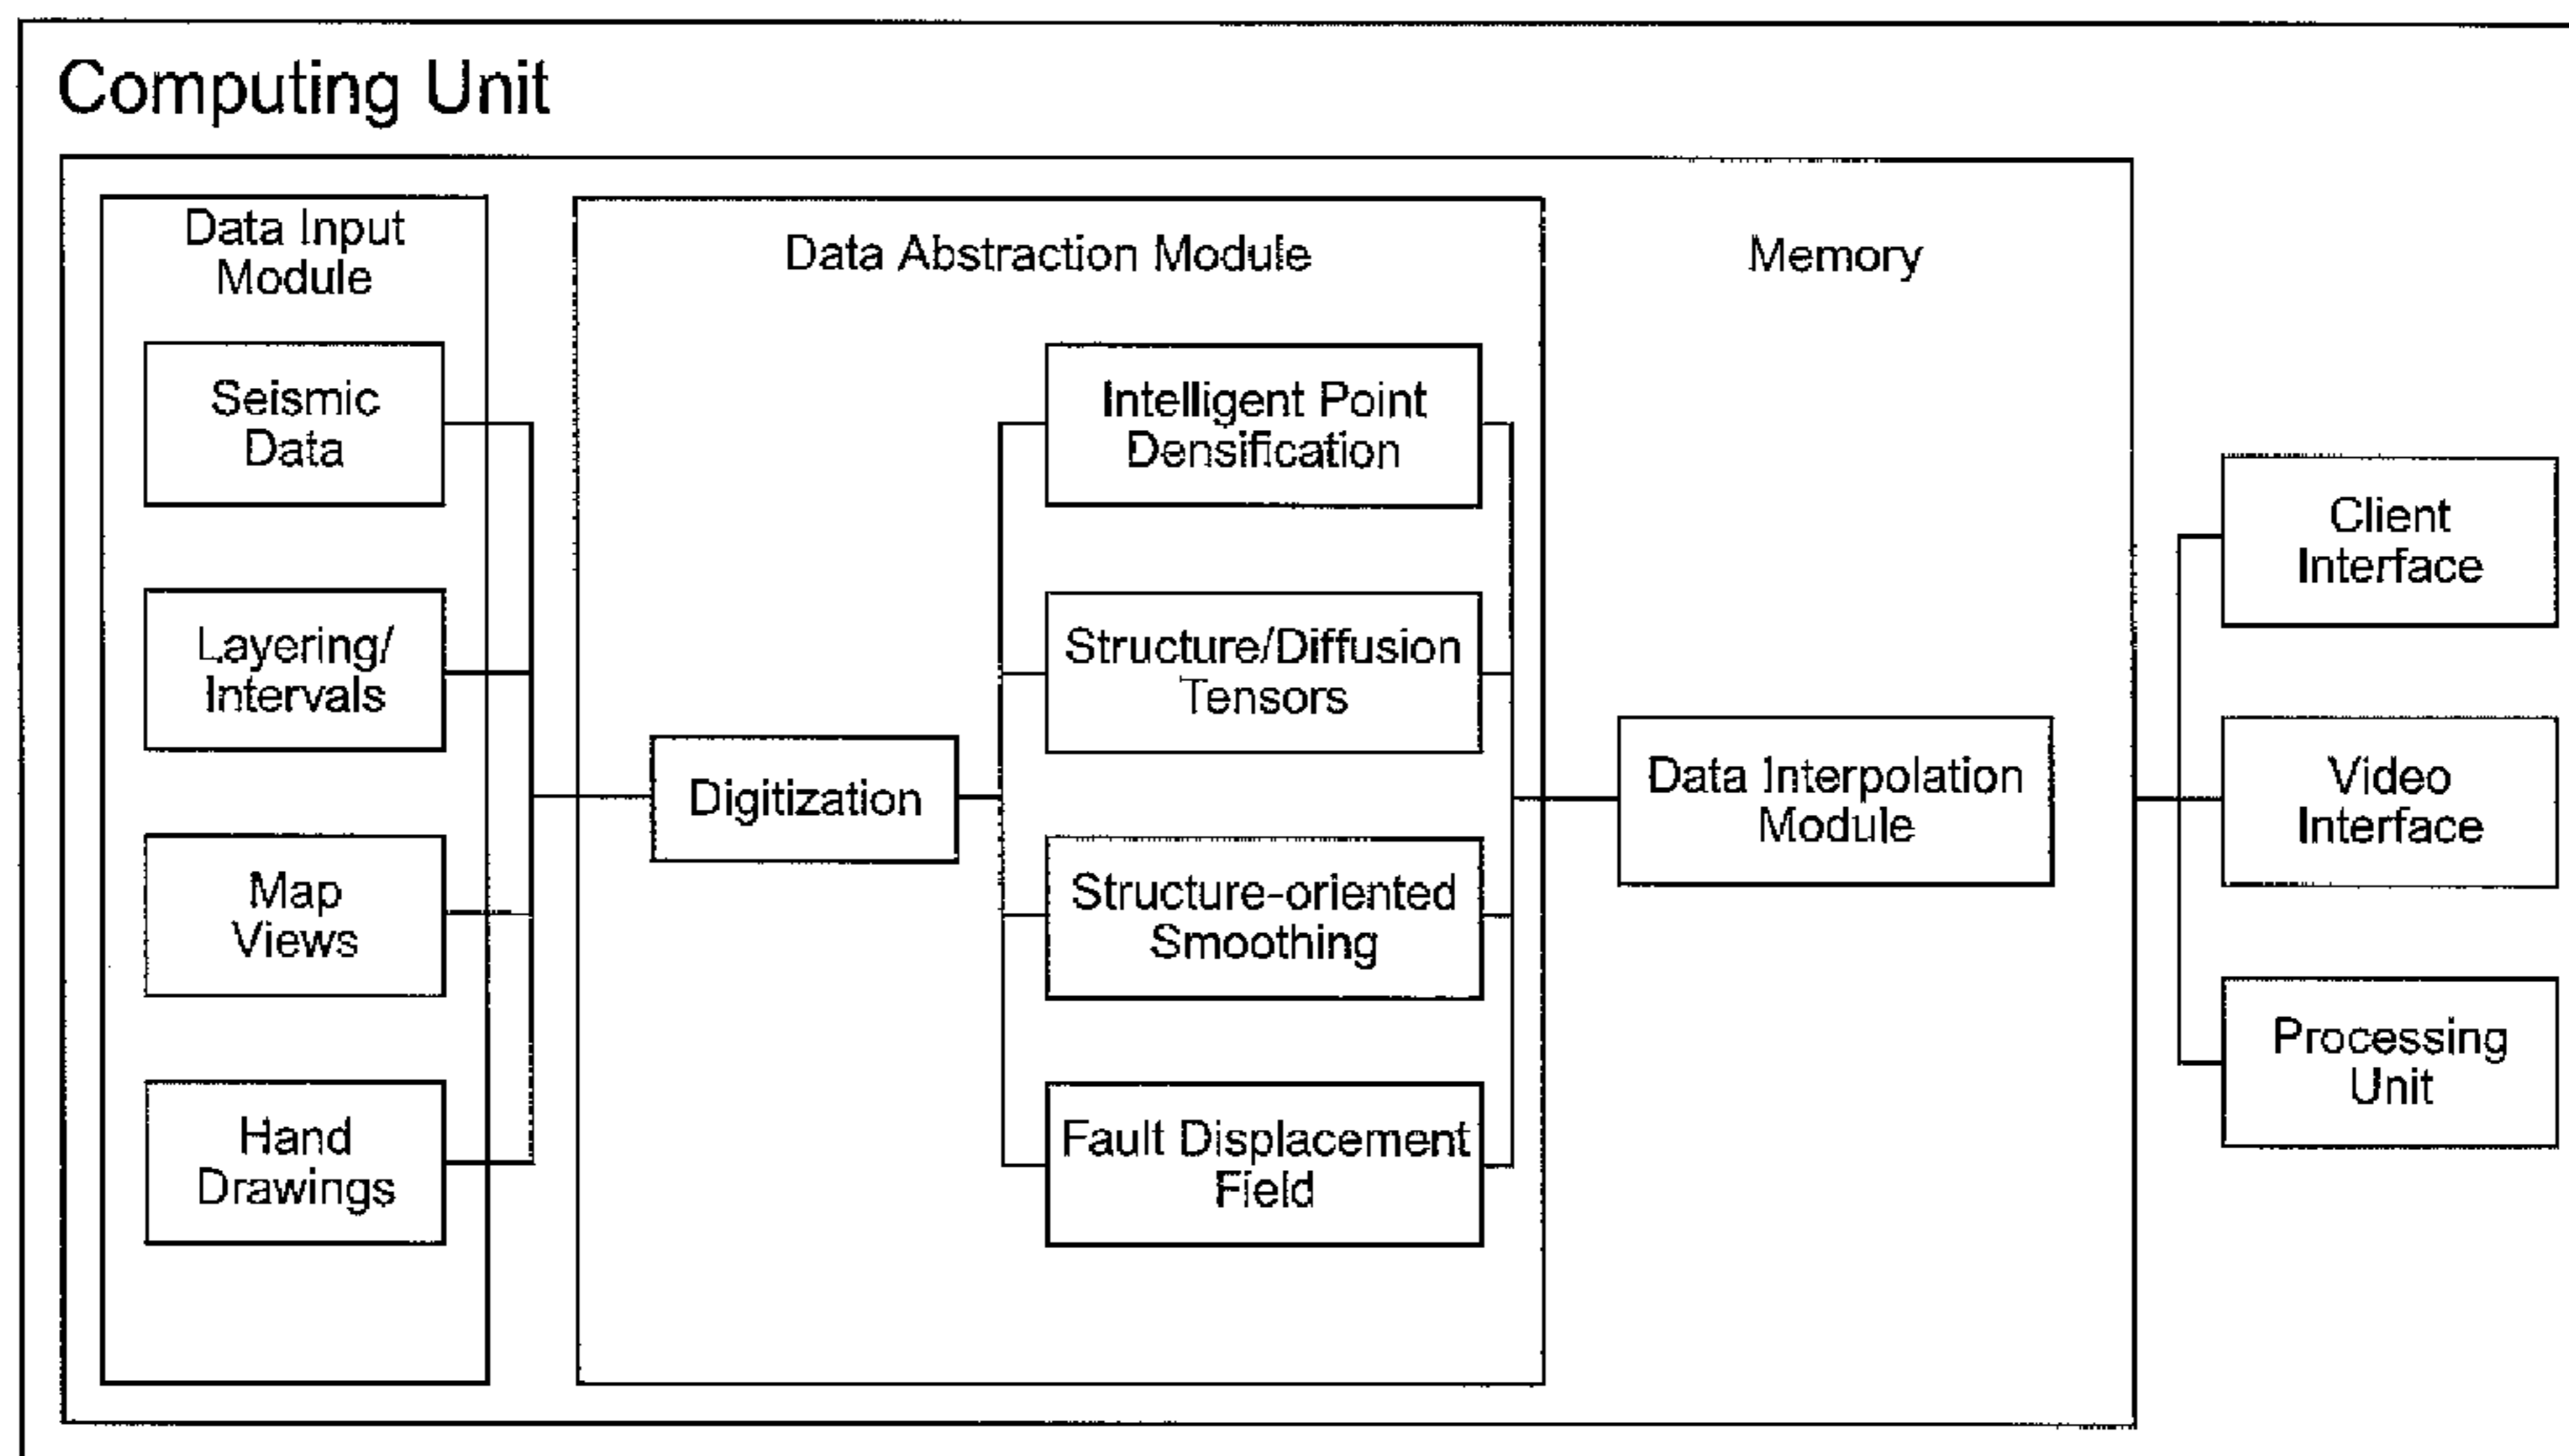 Computing Unit
Data Input
Module
Seismic
Data
Layering/
Intervals
Map
Views
Hand
Drawings
Data Abstraction Module
Digitization
Intelligent Point
Densification
Structure/Diffusion
Tensors
Structure-oriented
Smoothing
Fault Displacement
Field
Memory
Data Interpolation
Module
Client
Interface
Video
Interface
Processing
Unit